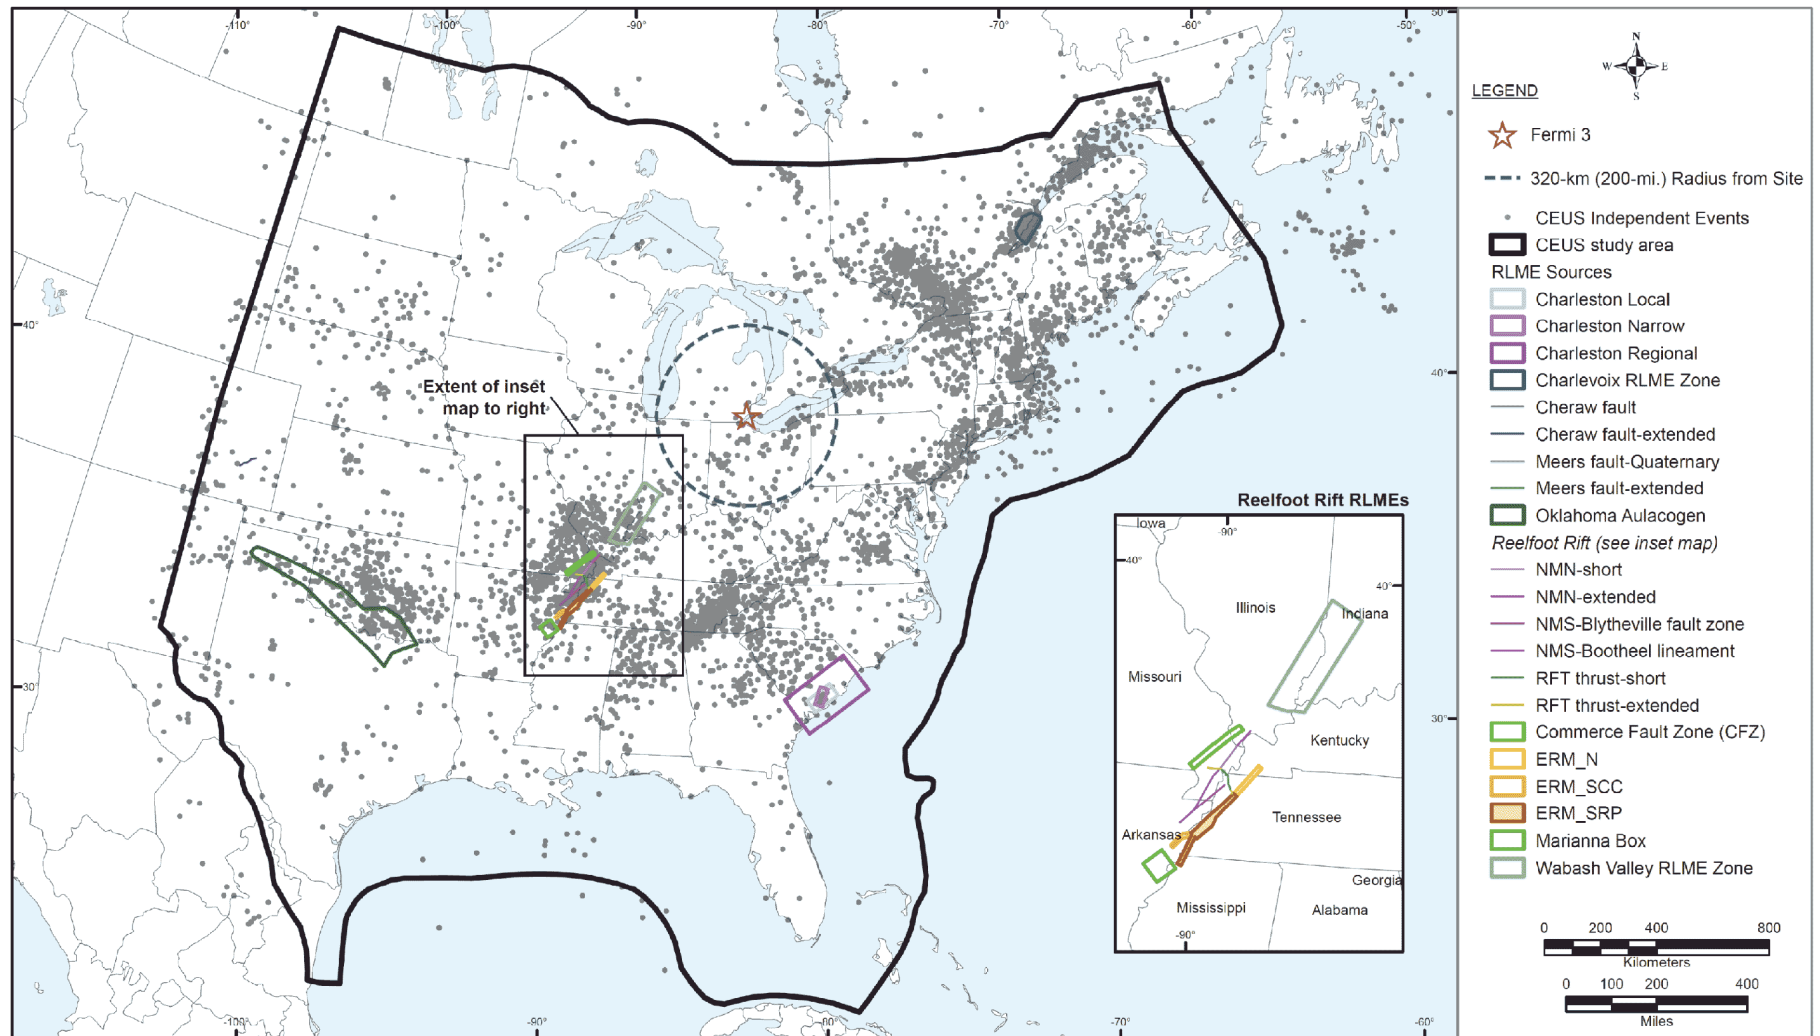 -110°
-100°
-90°
-80°
-70°
-60°
-50°
50°
40°
40°
30°
30°
-100°
-90°
-80°
-70°
-60°
Extent of inset
map to right
Reelfoot Rift RLMEs
Iowa
-90°
40°
40°
Illinois
Indiana
Missouri
Kentucky
Tennessee
Arkansas
Georgia
Mississippi
Alabama
-90°
N
W
E
S
LEGEND
Fermi 3
320-km (200-mi.) Radius from Site
CEUS Independent Events
CEUS study area
RLME Sources
Charleston Local
Charleston Narrow
Charleston Regional
Charlevoix RLME Zone
Cheraw fault
Cheraw fault-extended
Meers fault-Quaternary
Meers fault-extended
Oklahoma Aulacogen
Reelfoot Rift (see inset map)
NMN-short
NMN-extended
NMS-Blytheville fault zone
NMS-Bootheel lineament
RFT thrust-short
RFT thrust-extended
Commerce Fault Zone (CFZ)
ERM_N
ERM_SCC
ERM_SRP
Marianna Box
Wabash Valley RLME Zone
0 200 400 800
Kilometers
0 100 200 400
Miles